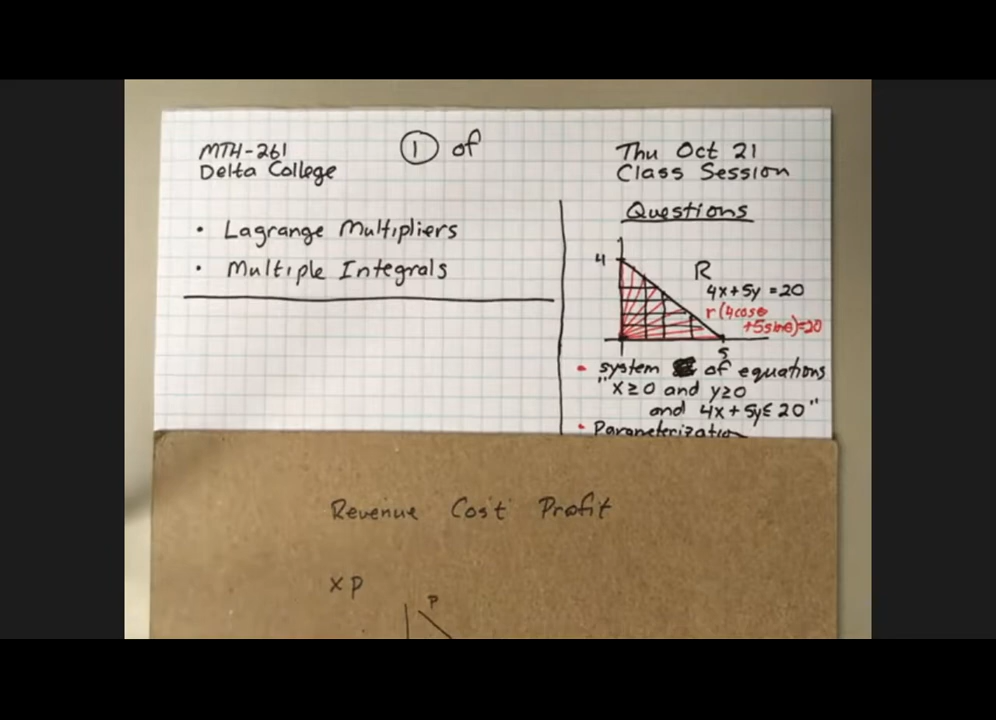 MTH-261
Delta College
1 of
Thu Oct 21
Class Session
• Lagrange Multipliers
• Multiple Integrals
Questions
4
R
4x+5y=20
r(4cosθ
+5sinθ)=20
5
• system of equations
"x≥0 and y≥0
and 4x+5y≤20"
• Parameterization
Revenue Cost Profit
xp
P